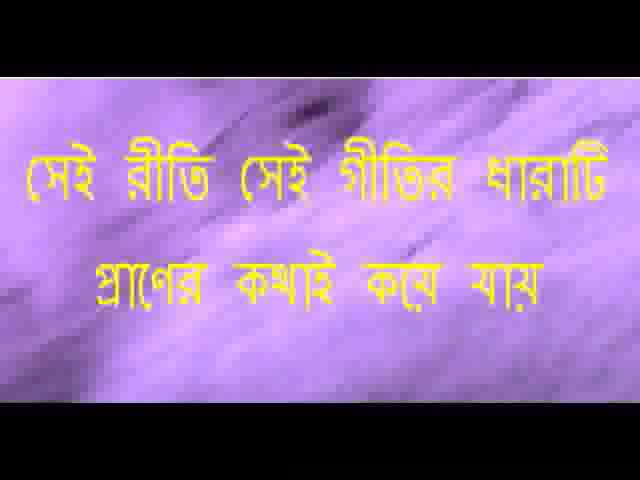 সেই রীতি সেই গীতির ধারাটি
প্রাণের কথাই কয়ে যায়